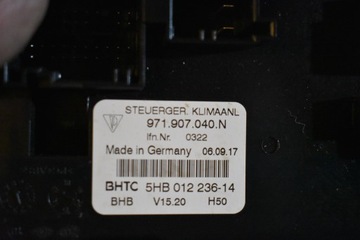 STEUERGER. KLIMAANL
971.907.040.N
lfn.Nr. 0322
Made in Germany 06.09.17
BHTC 5HB 012 236-14
BHB V15.20 H50